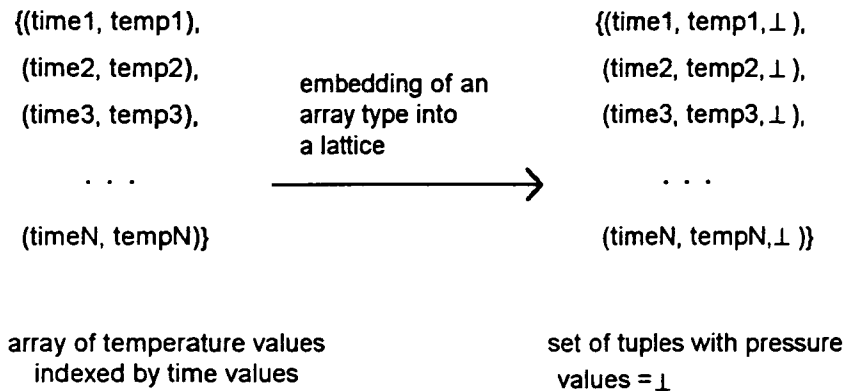 {(time1, temp1),
(time2, temp2),
(time3, temp3),
. . .
(timeN, tempN)}
embedding of an
array type into
a lattice
{(time1, temp1,⊥ ),
(time2, temp2,⊥ ),
(time3, temp3,⊥ ),
. . .
(timeN, tempN,⊥ )}
array of temperature values
indexed by time values
set of tuples with pressure
values =⊥